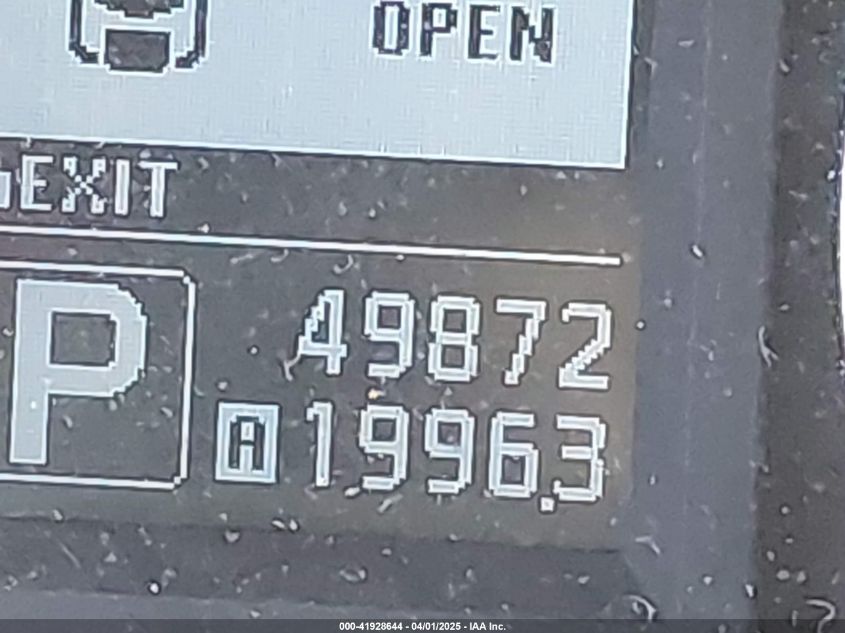 OPEN
EXIT
P
49872
A 1996.3
000-41928644 - 04/01/2025 - IAA Inc.